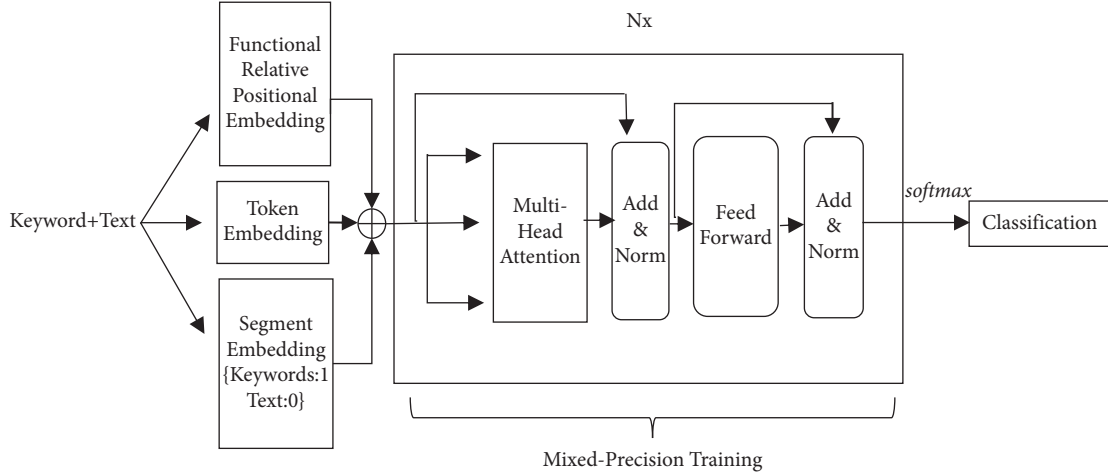 Nx
Functional
Relative
Positional
Embedding
Keyword+Text
Token
Embedding
Segment
Embedding
{Keywords:1
Text:0}
Multi-
Head
Attention
Add
&
Norm
Feed
Forward
Add
&
Norm
softmax
Classification
Mixed-Precision Training